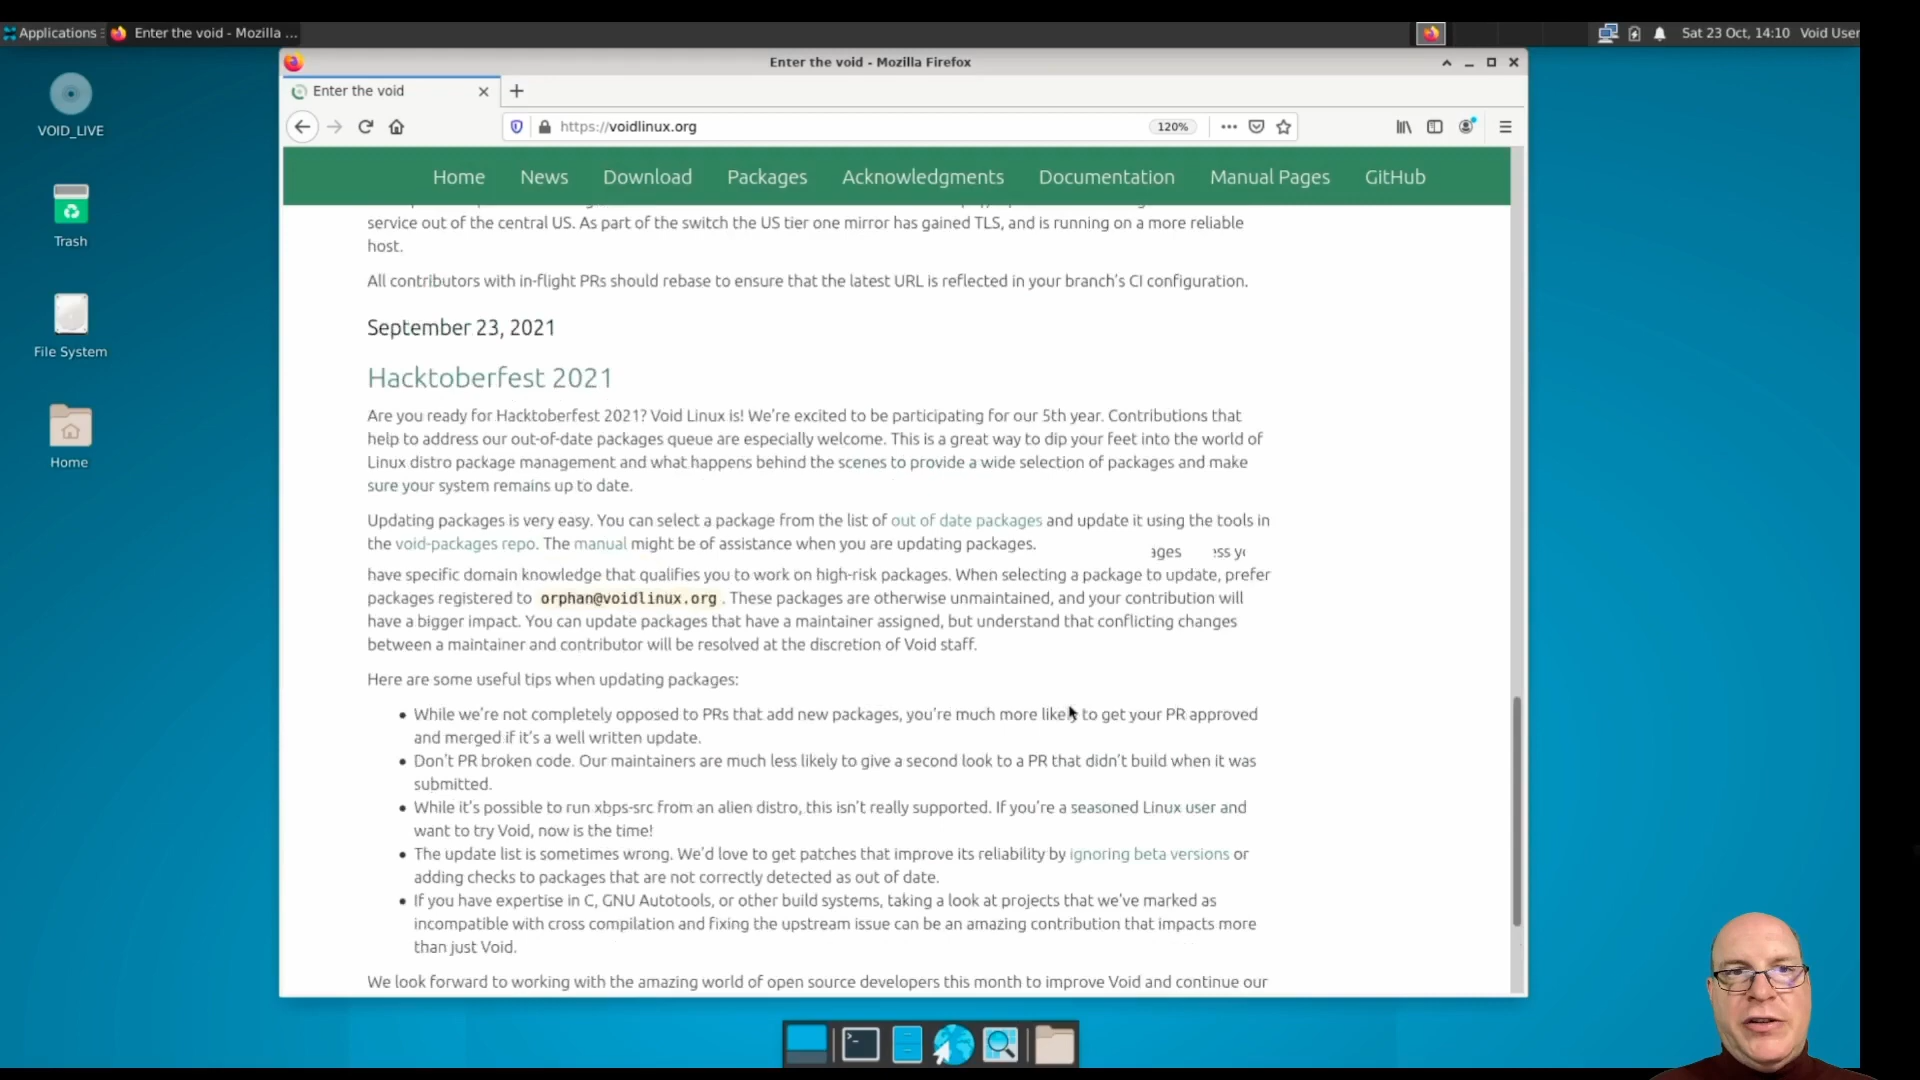 Applications
Enter the void - Mozilla ...
Sat 23 Oct, 14:10
Void User
Enter the void - Mozilla Firefox
Enter the void
https://voidlinux.org
120%
VOID_LIVE
Trash
File System
Home
Home
News
Download
Packages
Acknowledgments
Documentation
Manual Pages
GitHub
service out of the central US. As part of the switch the US tier one mirror has gained TLS, and is running on a more reliable
host.
All contributors with in-flight PRs should rebase to ensure that the latest URL is reflected in your branch’s CI configuration.
September 23, 2021
Hacktoberfest 2021
Are you ready for Hacktoberfest 2021? Void Linux is! We’re excited to be participating for our 5th year. Contributions that
help to address our out-of-date packages queue are especially welcome. This is a great way to dip your feet into the world of
Linux distro package management and what happens behind the scenes to provide a wide selection of packages and make
sure your system remains up to date.
Updating packages is very easy. You can select a package from the list of out of date packages and update it using the tools in
the void-packages repo. The manual might be of assistance when you are updating packages.
have specific domain knowledge that qualifies you to work on high-risk packages. When selecting a package to update, prefer
packages registered to orphan@voidlinux.org. These packages are otherwise unmaintained, and your contribution will
have a bigger impact. You can update packages that have a maintainer assigned, but understand that conflicting changes
between a maintainer and contributor will be resolved at the discretion of Void staff.
Here are some useful tips when updating packages:
• While we’re not completely opposed to PRs that add new packages, you’re much more likely to get your PR approved
and merged if it’s a well written update.
• Don’t PR broken code. Our maintainers are much less likely to give a second look to a PR that didn’t build when it was
submitted.
• While it’s possible to run xbps-src from an alien distro, this isn’t really supported. If you’re a seasoned Linux user and
want to try Void, now is the time!
• The update list is sometimes wrong. We’d love to get patches that improve its reliability by ignoring beta versions or
adding checks to packages that are not correctly detected as out of date.
• If you have expertise in C, GNU Autotools, or other build systems, taking a look at projects that we’ve marked as
incompatible with cross compilation and fixing the upstream issue can be an amazing contribution that impacts more
than just Void.
We look forward to working with the amazing world of open source developers this month to improve Void and continue our